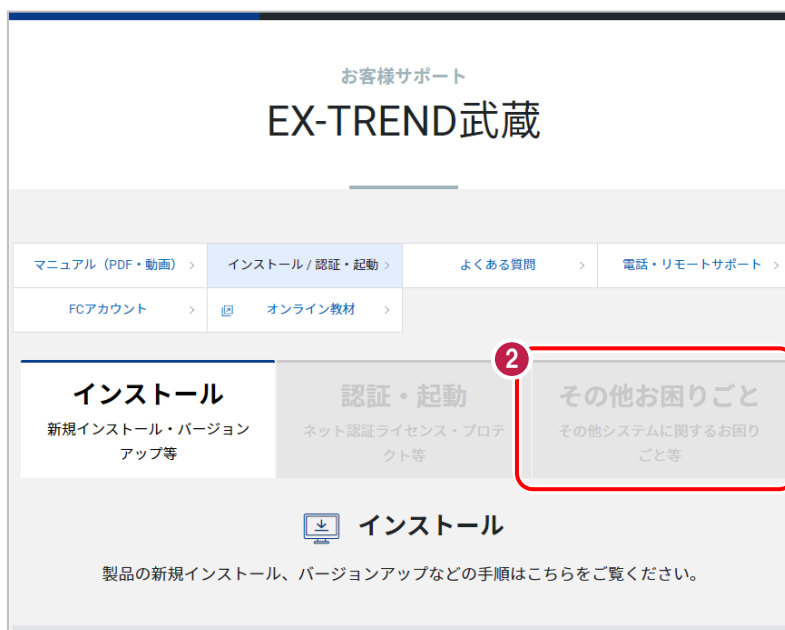 お客様サポート
EX-TREND武蔵
マニュアル（PDF・動画）
インストール / 認証・起動
よくある質問
電話・リモートサポート
FCアカウント
オンライン教材
2
インストール
新規インストール・バージョン
アップ等
認証・起動
ネット認証ライセンス・プロテ
クト等
その他お困りごと
その他システムに関するお困り
ごと等
インストール
製品の新規インストール、バージョンアップなどの手順はこちらをご覧ください。